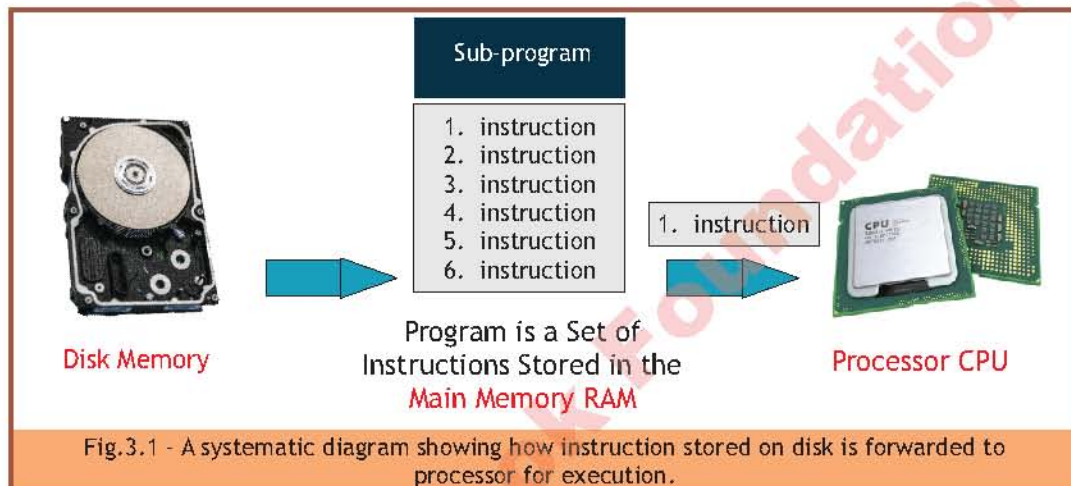 Sub-program
1. instruction
2. instruction
3. instruction
4. instruction
5. instruction
6. instruction
1. instruction
CPU
Disk Memory
Program is a Set of
Instructions Stored in the
Main Memory RAM
Processor CPU
Fig.3.1 - A systematic diagram showing how instruction stored on disk is forwarded to
processor for execution.
Foundation